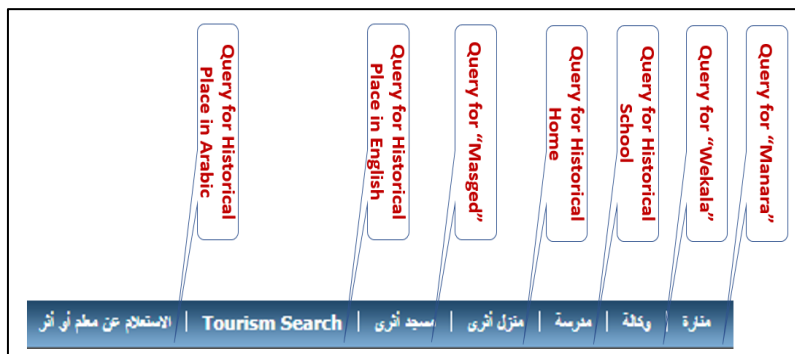 Query for Historical
Place in Arabic
Query for Historical
Place in English
Query for “Masged”
Query for Historical
Home
Query for Historical
School
Query for “Wekala”
Query for “Manara”
منارة | وكالة | مدرسة | منزل أثرى | مسجد أثرى | Tourism Search | الاستعلام عن معلم أو أثر